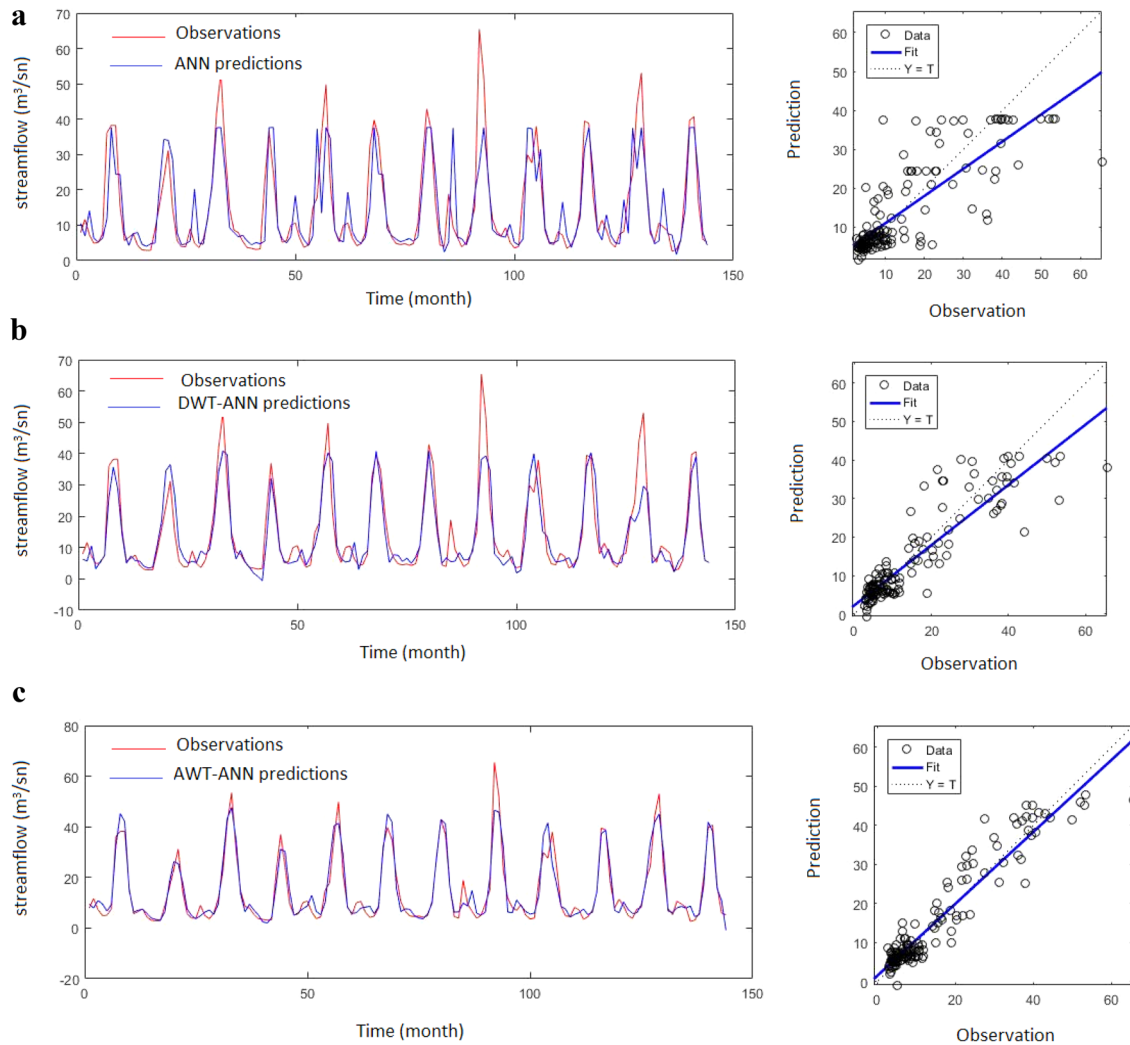 a
70
60
50
40
30
20
10
0
0
50
100
150
streamflow (m³/sn)
Time (month)
Observations
ANN predictions
60
50
40
30
20
10
10
20
30
40
50
60
Prediction
Observation
Data
Fit
Y = T
b
70
60
50
40
30
20
10
0
-10
0
50
100
150
streamflow (m³/sn)
Time (month)
Observations
DWT-ANN predictions
60
50
40
30
20
10
0
0
20
40
60
Prediction
Observation
Data
Fit
Y = T
c
80
60
40
20
0
-20
0
50
100
150
streamflow (m³/sn)
Time (month)
Observations
AWT-ANN predictions
60
50
40
30
20
10
0
0
20
40
60
Prediction
Observation
Data
Fit
Y = T